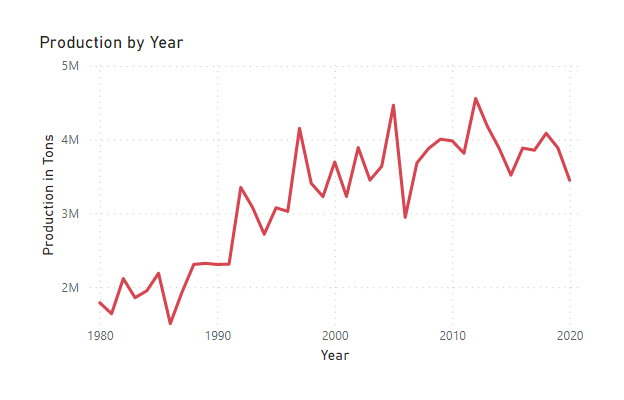 Production by Year
5M
4M
3M
2M
Production in Tons
1980 1990 2000 2010 2020
Year